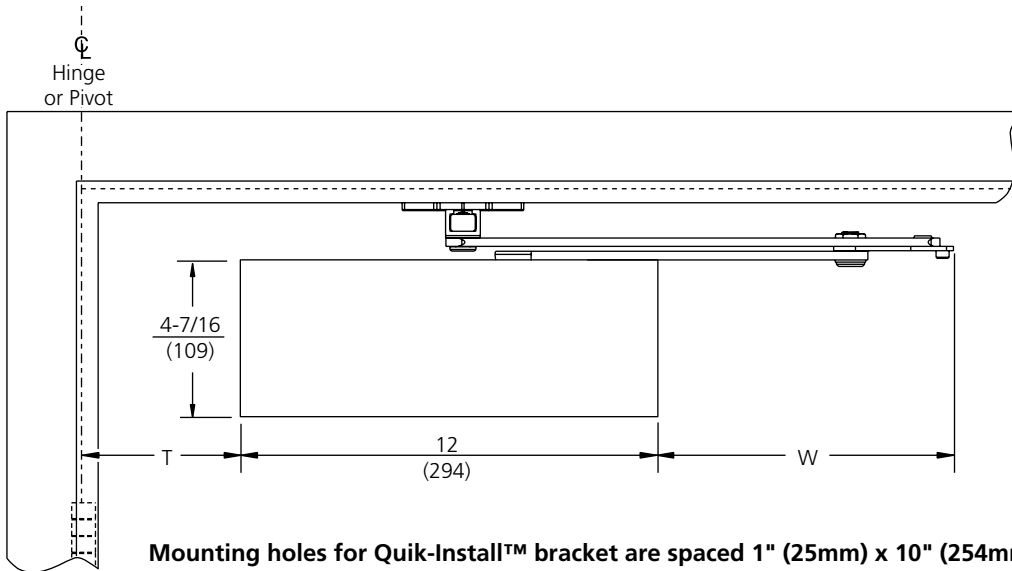 ℄
Hinge
or Pivot
4-7/16
(109)
T
12
(294)
W
Mounting holes for Quik-Install™ bracket are spaced 1" (25mm) x 10" (254mm